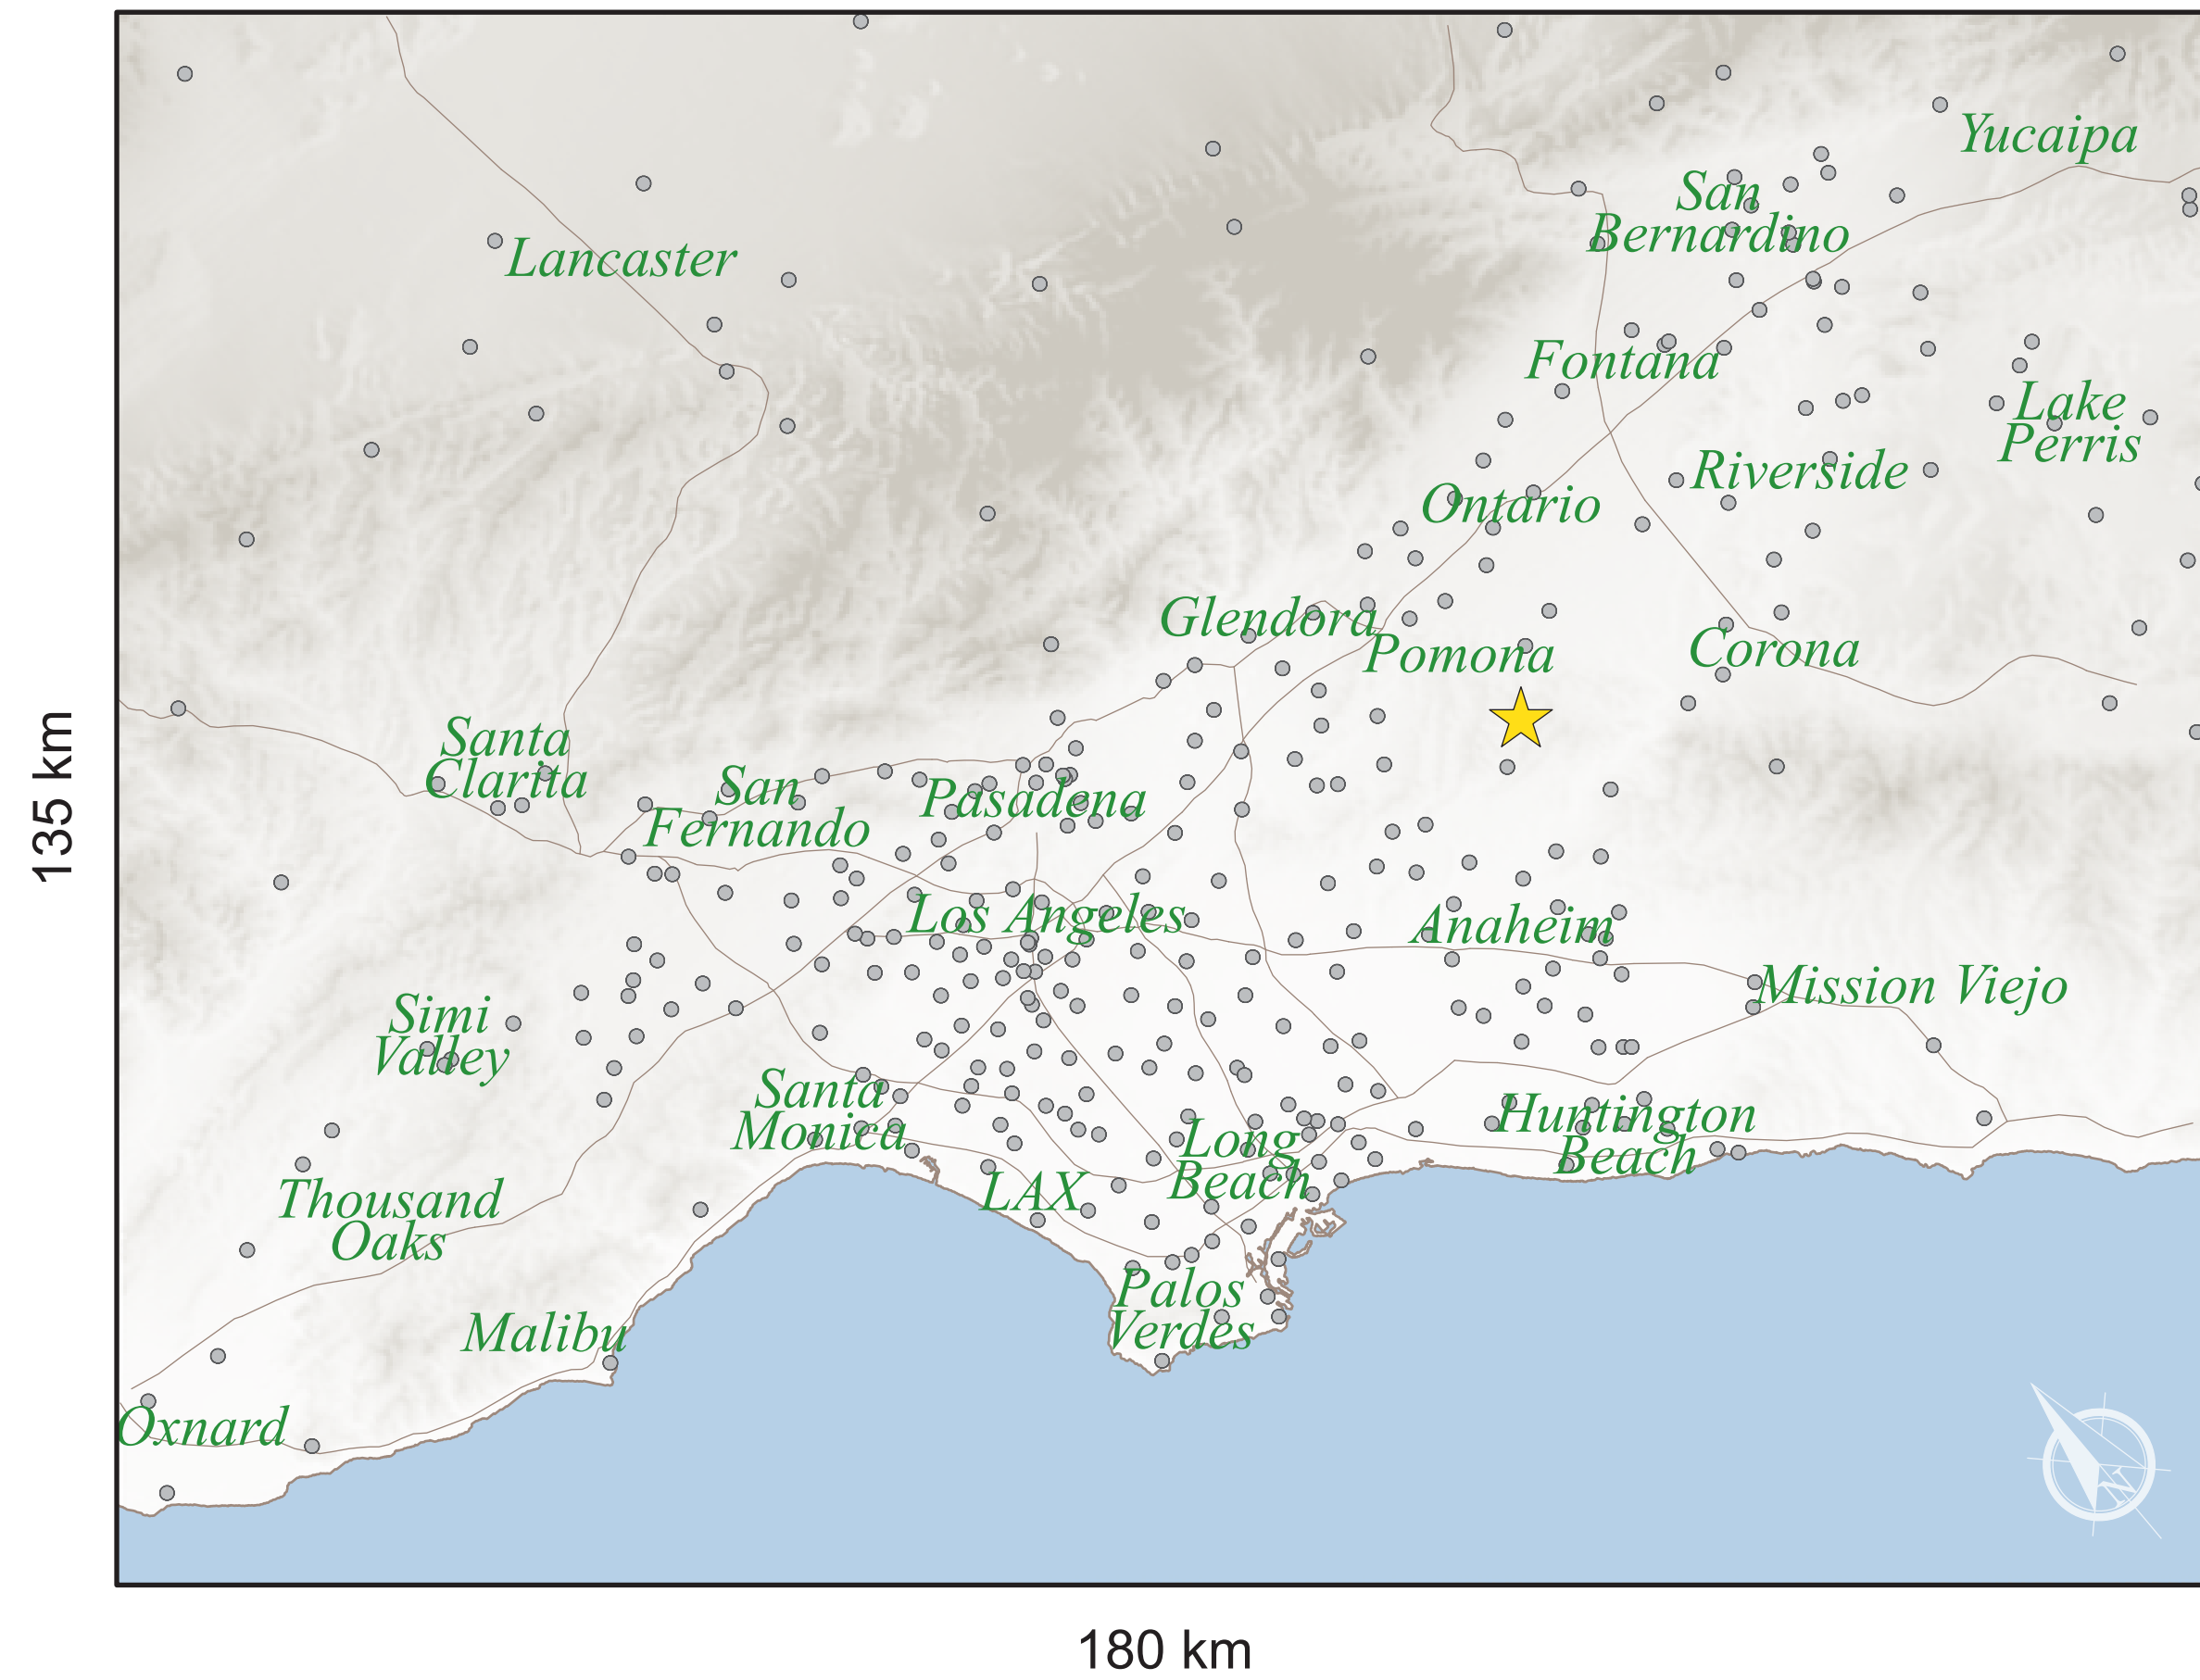 Yucaipa
San
Bernardino
Lancaster
Fontana
Lake
Perris
Riverside
Ontario
Glendora
Pomona
Corona
Santa
Clarita
San
Fernando
Pasadena
135 km
Los Angeles
Anaheim
Mission Viejo
Simi
Valley
Santa
Monica
Huntington
Beach
Long
Beach
LAX
Thousand
Oaks
Palos
Verdes
Malibu
Oxnard
N
180 km